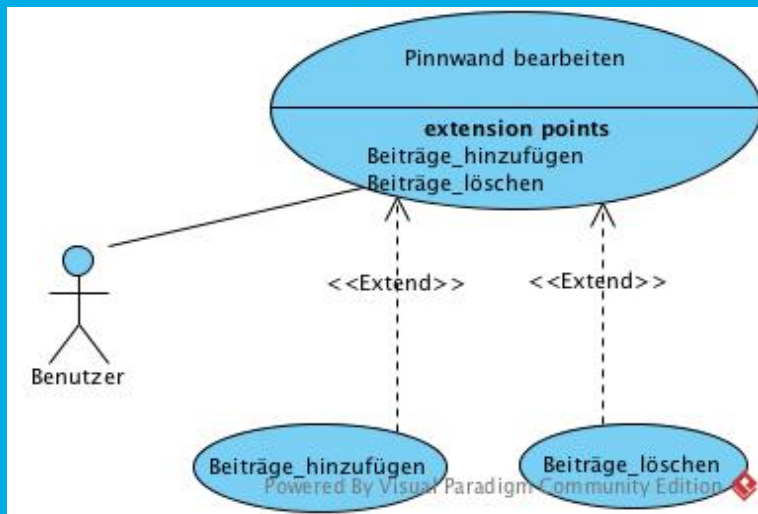 Pinnwand bearbeiten
extension points
Beiträge_hinzufügen
Beiträge_löschen
<<Extend>>
<<Extend>>
Benutzer
Beiträge_hinzufügen
Beiträge_löschen
Powered By Visual Paradigm Community Edition